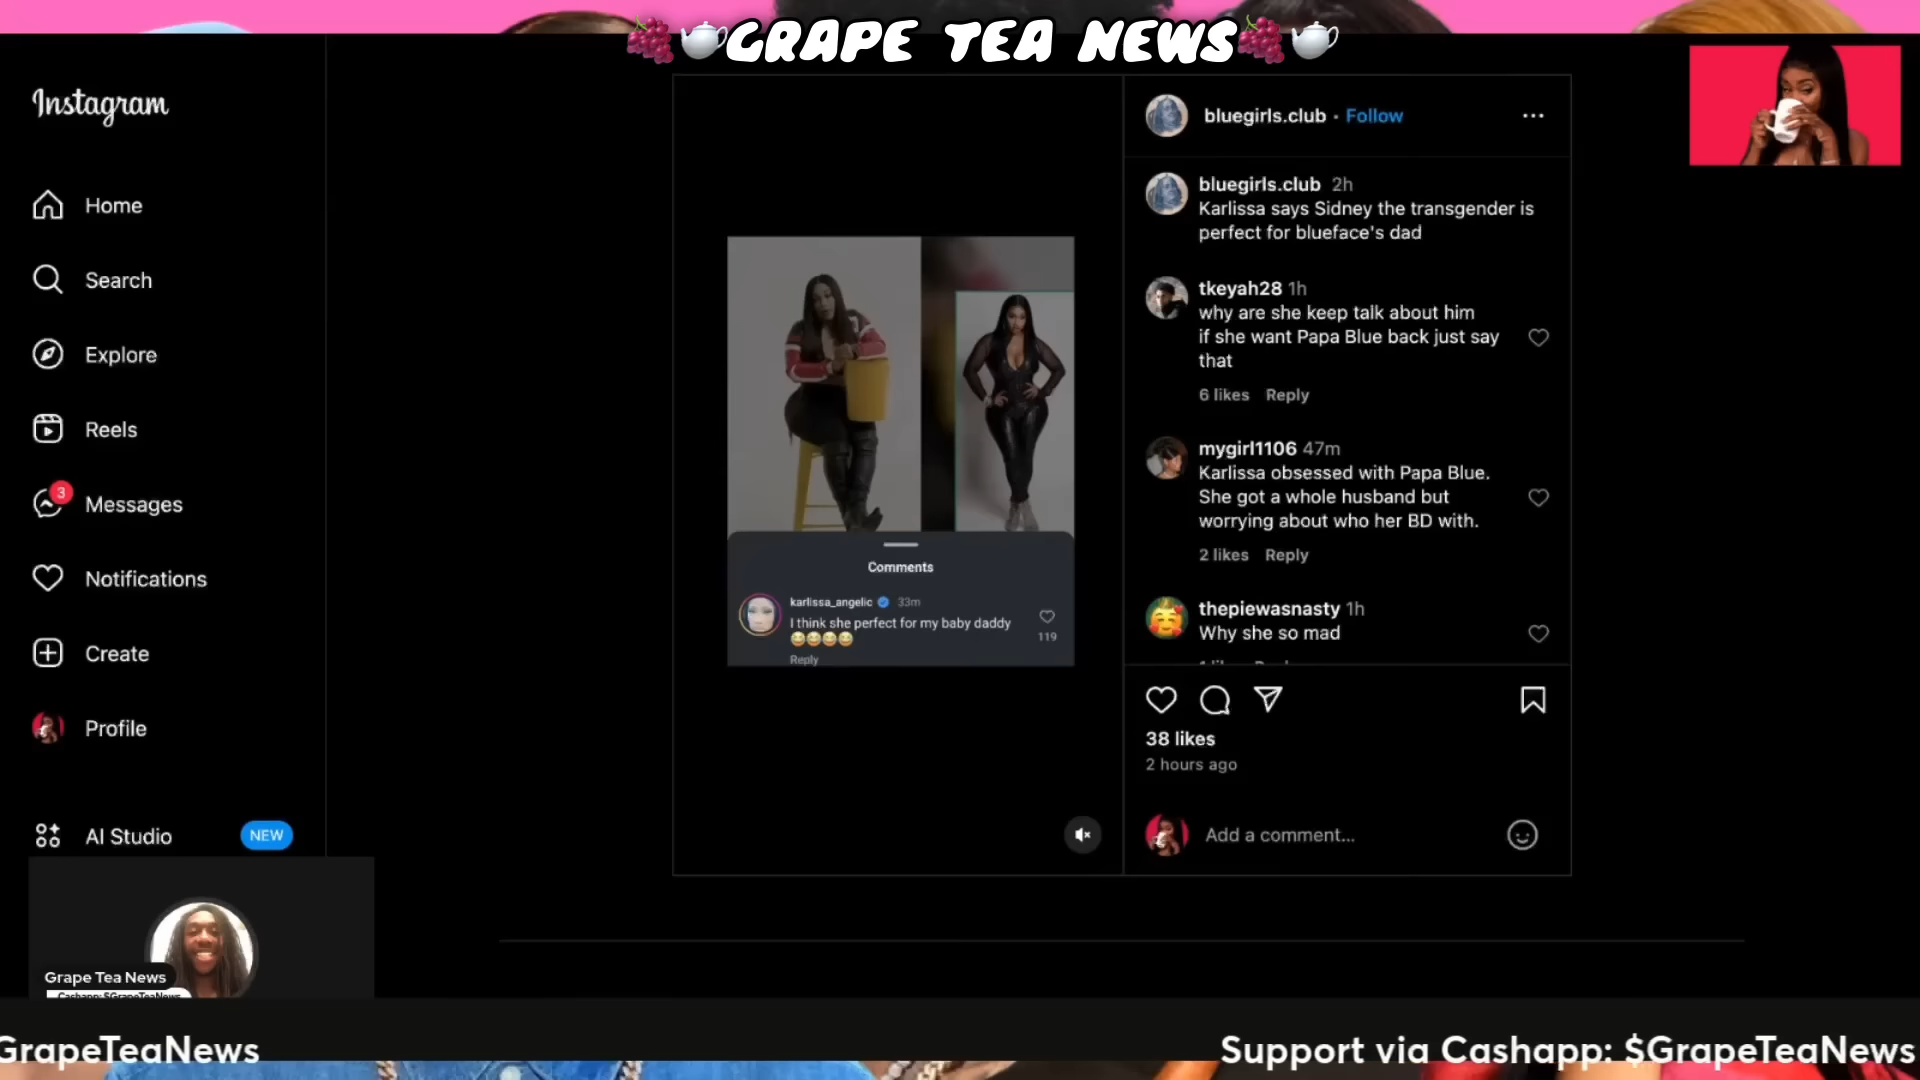 GRAPE TEA NEWS
Instagram
Home
Search
Explore
Reels
3
Messages
Notifications
Create
Profile
AI Studio
NEW
Grape Tea News
Cashapp: $GrapeTeaNews
Comments
karlissa_angelic 33m
I think she perfect for my baby daddy
😂😂😂😂
119
Reply
bluegirls.club • Follow
bluegirls.club 2h
Karlissa says Sidney the transgender is
perfect for blueface's dad
tkeyah28 1h
why are she keep talk about him
if she want Papa Blue back just say
that
6 likes Reply
mygirl1106 47m
Karlissa obsessed with Papa Blue.
She got a whole husband but
worrying about who her BD with.
2 likes Reply
thepiewasnasty 1h
Why she so mad
38 likes
2 hours ago
Add a comment...
GrapeTeaNews
Support via Cashapp: $GrapeTeaNews